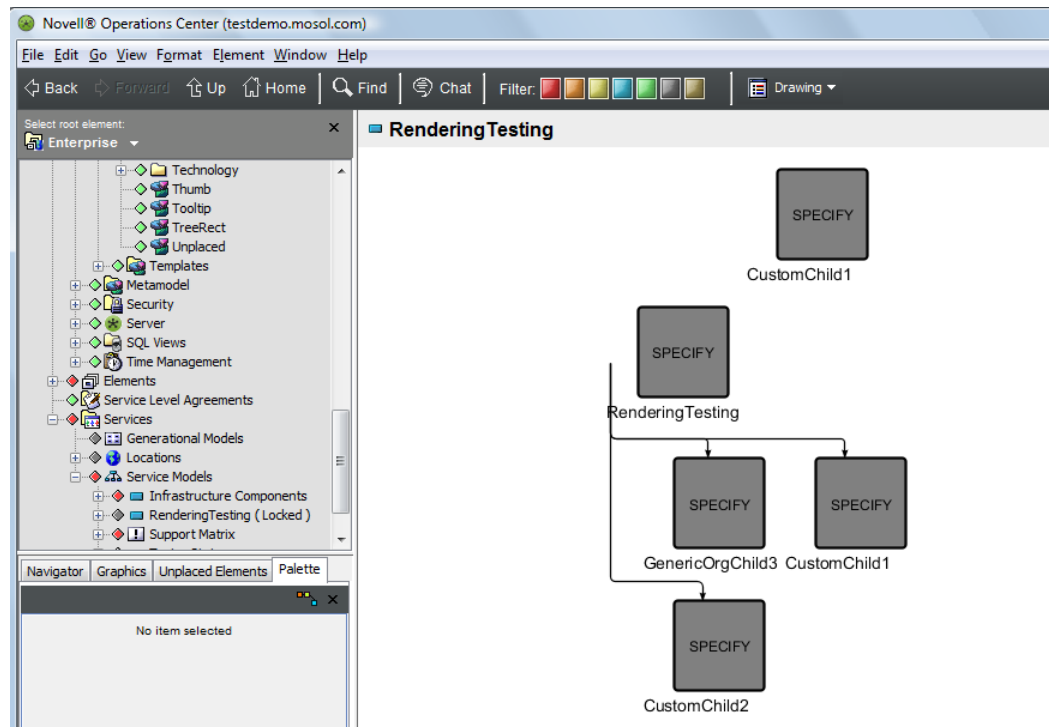 Novell® Operations Center (testdemo.mosol.com)
File Edit Go View Format Element Window Help
Back Forward Up Home Find Chat Filter: Drawing
Select root element:
Enterprise
RenderingTesting
Technology
Thumb
Tooltip
TreeRect
Unplaced
Templates
Metamodel
Security
Server
SQL Views
Time Management
Elements
Service Level Agreements
Services
Generational Models
Locations
Service Models
Infrastructure Components
RenderingTesting ( Locked )
Support Matrix
Navigator Graphics Unplaced Elements Palette
No item selected
SPECIFY
CustomChild1
SPECIFY
RenderingTesting
SPECIFY SPECIFY
GenericOrgChild3 CustomChild1
SPECIFY
CustomChild2